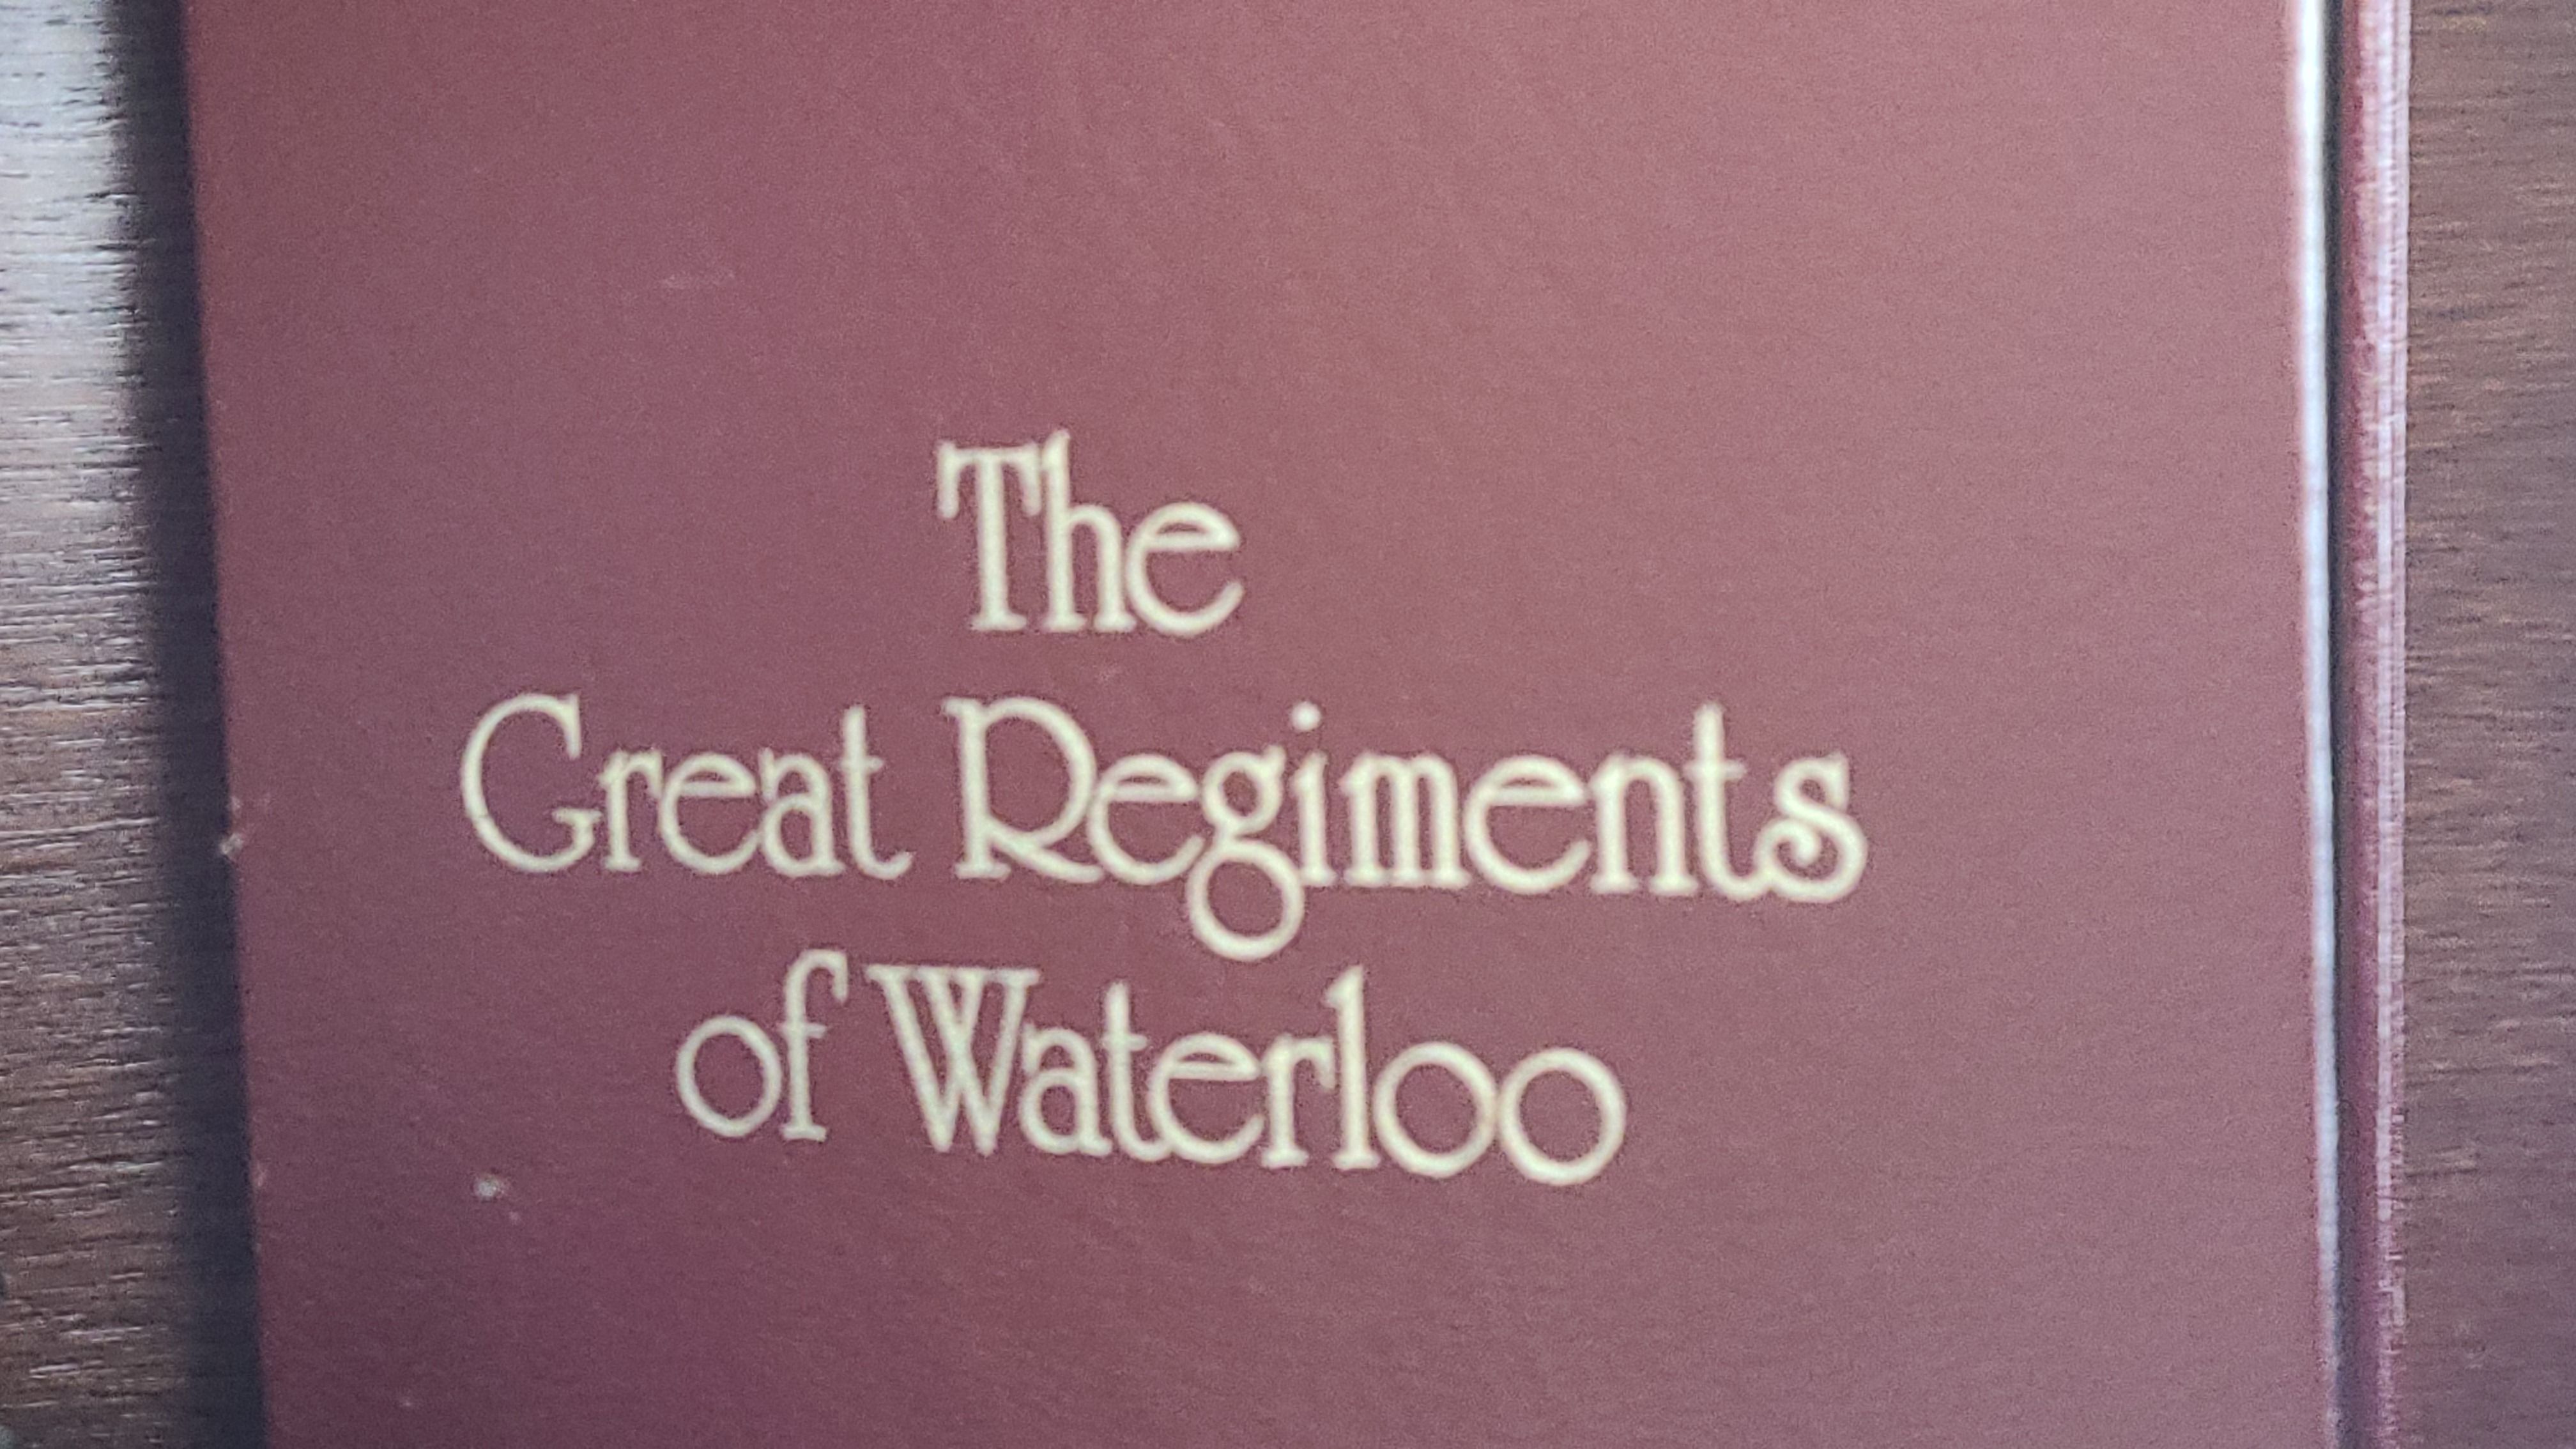 The
Great Regiments
of Waterloo